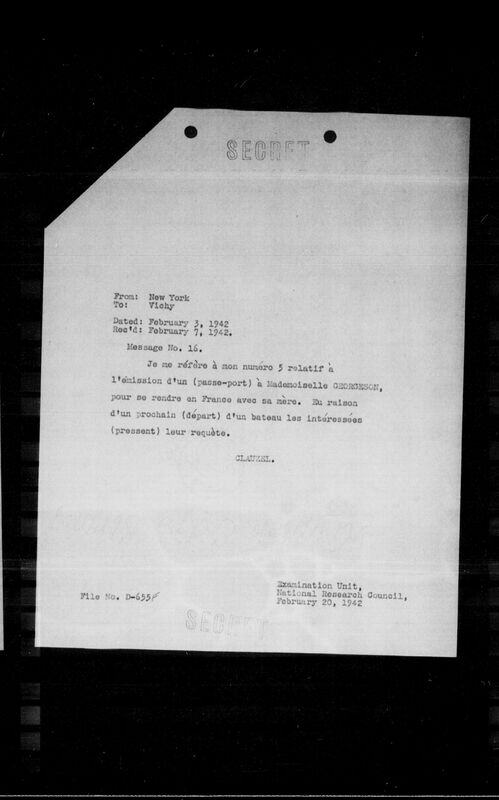 SECRET
From: New York
To: Vichy
Dated: February 3, 1942
Rec'd: February 7, 1942.
Message No. 16.
Je me réfère à mon numéro 5 relatif à
l'émission d'un (passe-port) à Mademoiselle GEORGESON,
pour se rendre en France avec sa mère. Eu raison
d'un prochain (départ) d'un bateau les intéressées
(pressent) leur requête.
CLAUZEL.
Examination Unit,
National Research Council,
February 20, 1942
File No. D-655
SECRET